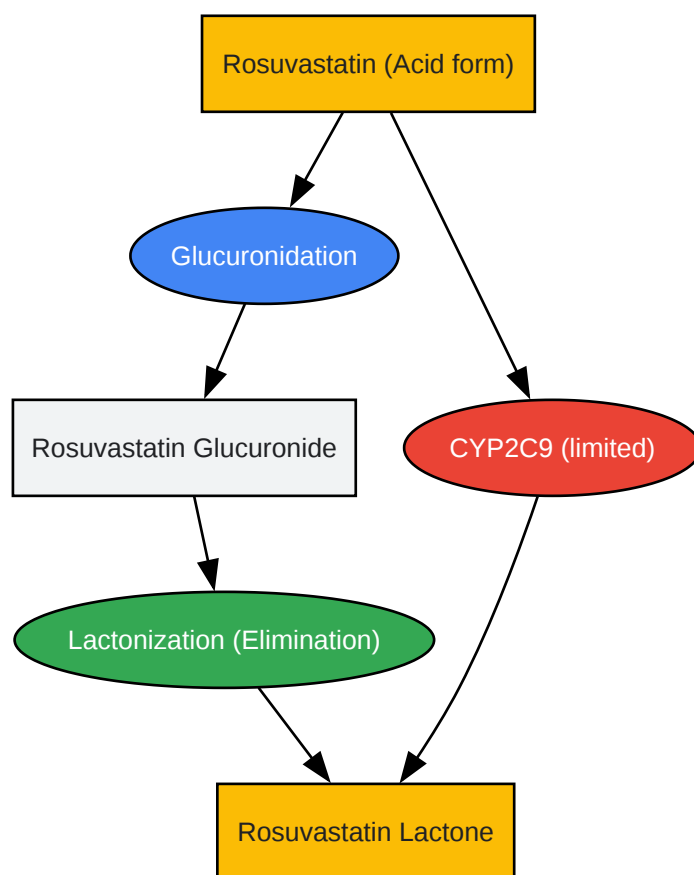 Rosuvastatin (Acid form)
Glucuronidation
Rosuvastatin Glucuronide
CYP2C9 (limited)
Lactonization (Elimination)
Rosuvastatin Lactone